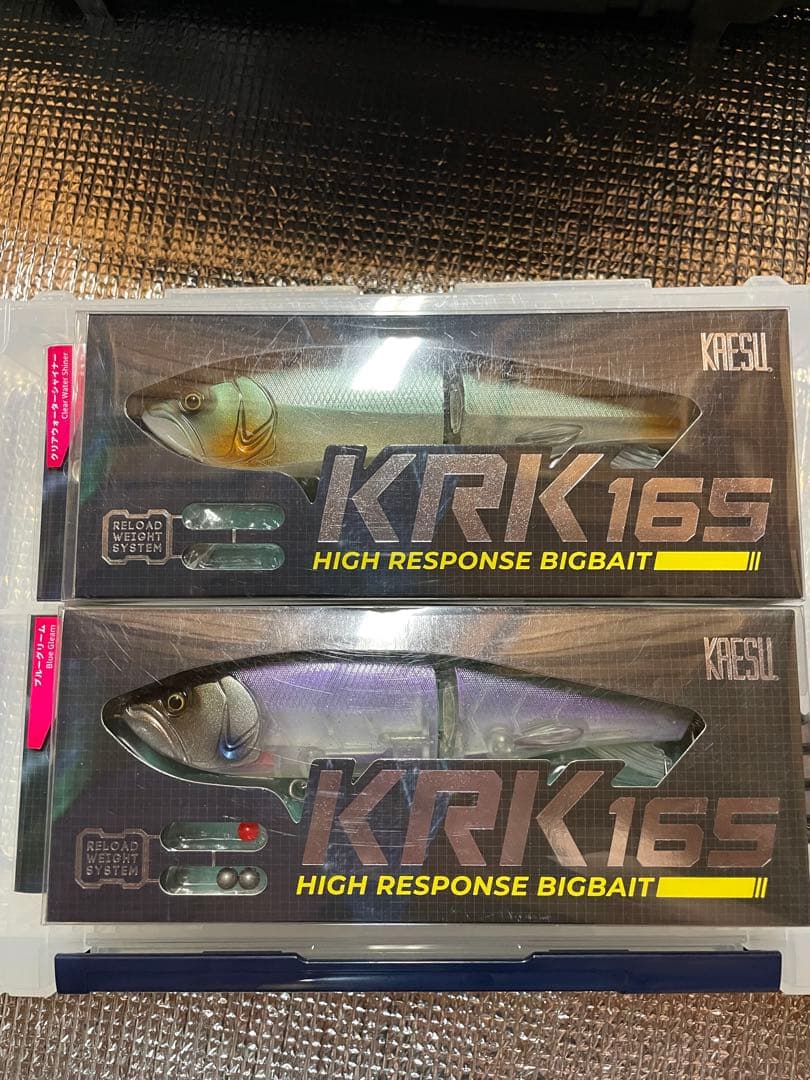 クリアウォーターシャイナー
Clear Water Shiner
KAESU
KRK165
RELOAD
WEIGHT
SYSTEM
HIGH RESPONSE BIGBAIT
ブルーグリーム
Blue Gleam
KAESU
KRK165
RELOAD
WEIGHT
SYSTEM
HIGH RESPONSE BIGBAIT